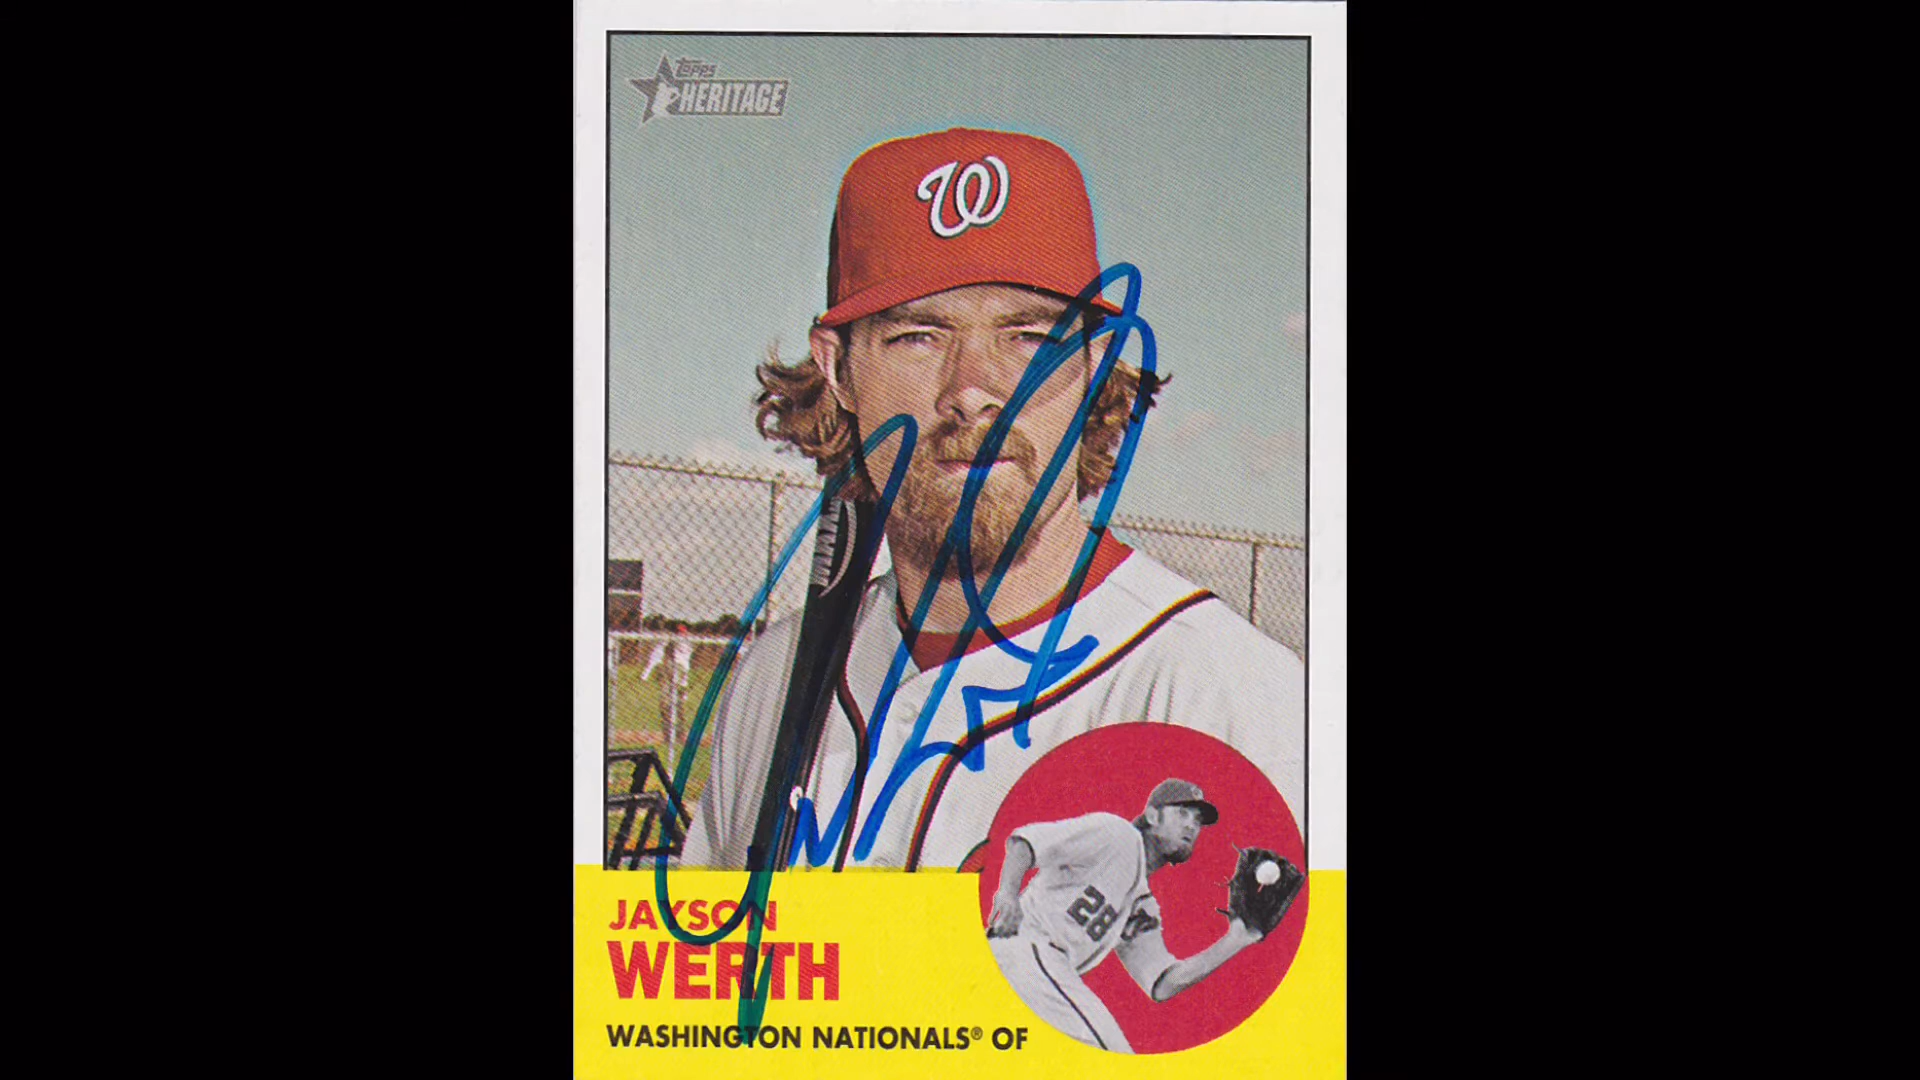 Topps
HERITAGE
W
28
JAYSON
WERTH
WASHINGTON NATIONALS® OF